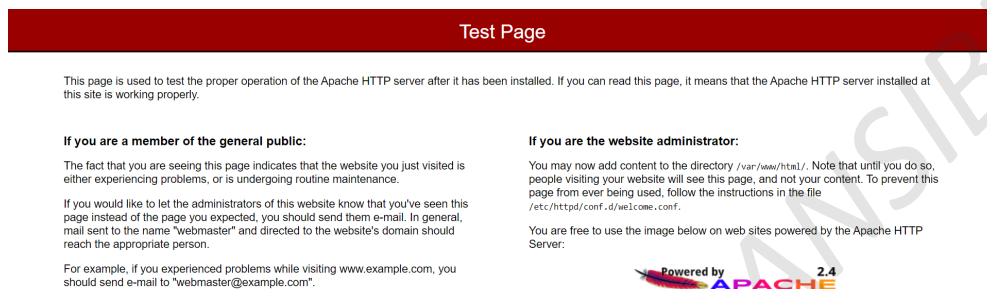 Test Page
This page is used to test the proper operation of the Apache HTTP server after it has been installed. If you can read this page, it means that the Apache HTTP server installed at
this site is working properly.
If you are a member of the general public:
The fact that you are seeing this page indicates that the website you just visited is
either experiencing problems, or is undergoing routine maintenance.
If you would like to let the administrators of this website know that you've seen this
page instead of the page you expected, you should send them e-mail. In general,
mail sent to the name "webmaster" and directed to the website's domain should
reach the appropriate person.
For example, if you experienced problems while visiting www.example.com, you
should send e-mail to "webmaster@example.com".
If you are the website administrator:
You may now add content to the directory /var/www/html/. Note that until you do so,
people visiting your website will see this page, and not your content. To prevent this
page from ever being used, follow the instructions in the file
/etc/httpd/conf.d/welcome.conf.
You are free to use the image below on web sites powered by the Apache HTTP
Server:
Powered by 2.4
APACHE